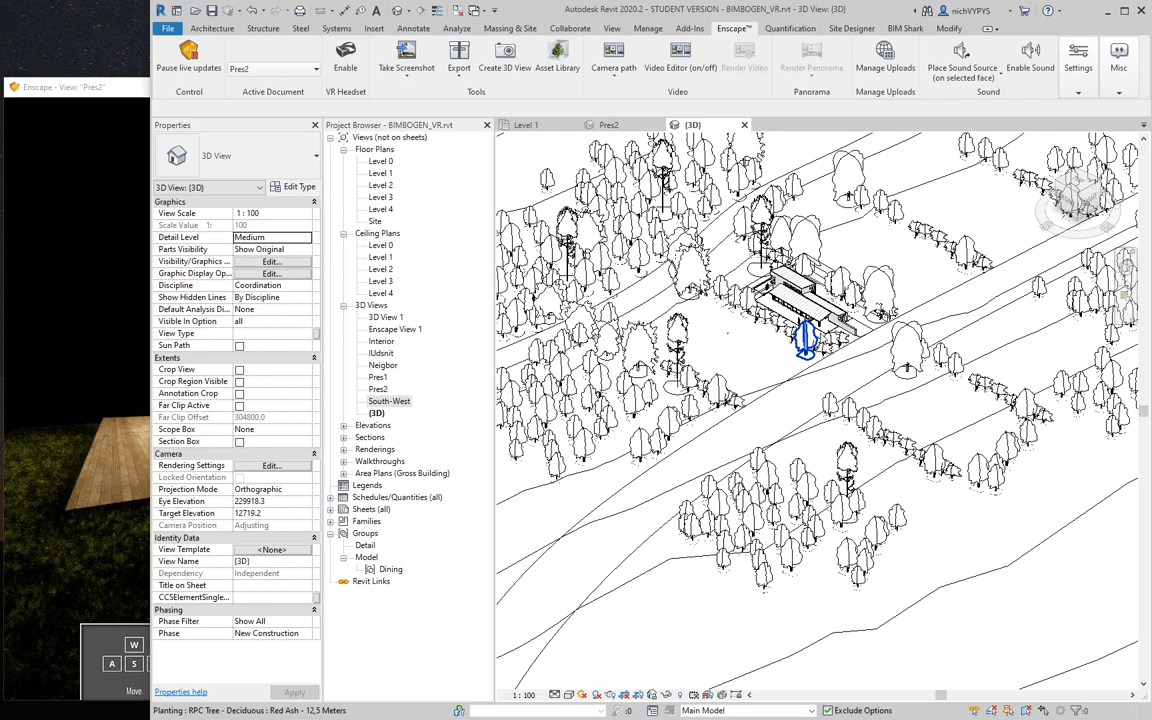 Autodesk Revit 2020.2 - STUDENT VERSION - BIMBOGEN_VR.rvt - 3D View: {3D}
nichVYPYS
File Architecture Structure Steel Systems Insert Annotate Analyze Massing & Site Collaborate View Manage Add-Ins Enscape™ Quantification Site Designer BIM Shark Modify
Pause live updates
Pres2
Enable
Take Screenshot
Export
Create 3D View
Asset Library
Camera path
Video Editor (on/off)
Render Video
Render Panorama
Manage Uploads
Place Sound Source
(on selected face)
Enable Sound
Settings
Misc
Control
Active Document
VR Headset
Tools
Video
Panorama
Manage Uploads
Sound
Enscape - View: "Pres2"
W
A S
Move
Properties
3D View
3D View: {3D}
Edit Type
Graphics
View Scale 1 : 100
Scale Value 1: 100
Detail Level Medium
Parts Visibility Show Original
Visibility/Graphics ... Edit...
Graphic Display Op... Edit...
Discipline Coordination
Show Hidden Lines By Discipline
Default Analysis Di... None
Visible In Option all
View Type
Sun Path
Extents
Crop View
Crop Region Visible
Annotation Crop
Far Clip Active
Far Clip Offset 304800.0
Scope Box None
Section Box
Camera
Rendering Settings Edit...
Locked Orientation
Projection Mode Orthographic
Eye Elevation 229918.3
Target Elevation 12719.2
Camera Position Adjusting
Identity Data
View Template <None>
View Name {3D}
Dependency Independent
Title on Sheet
CCSElementSingle...
Phasing
Phase Filter Show All
Phase New Construction
Properties help
Apply
Project Browser - BIMBOGEN_VR.rvt
Views (not on sheets)
Floor Plans
Level 0
Level 1
Level 2
Level 3
Level 4
Site
Ceiling Plans
Level 0
Level 1
Level 2
Level 3
Level 4
3D Views
3D View 1
Enscape View 1
Interior
IUdsnit
Neigbor
Pres1
Pres2
South-West
{3D}
Elevations
Sections
Renderings
Walkthroughs
Area Plans (Gross Building)
Legends
Schedules/Quantities (all)
Sheets (all)
Families
Groups
Detail
Model
Dining
Revit Links
Level 1
Pres2
{3D}
1 : 100
Planting : RPC Tree - Deciduous : Red Ash - 12,5 Meters
:0
Main Model
Exclude Options
:0